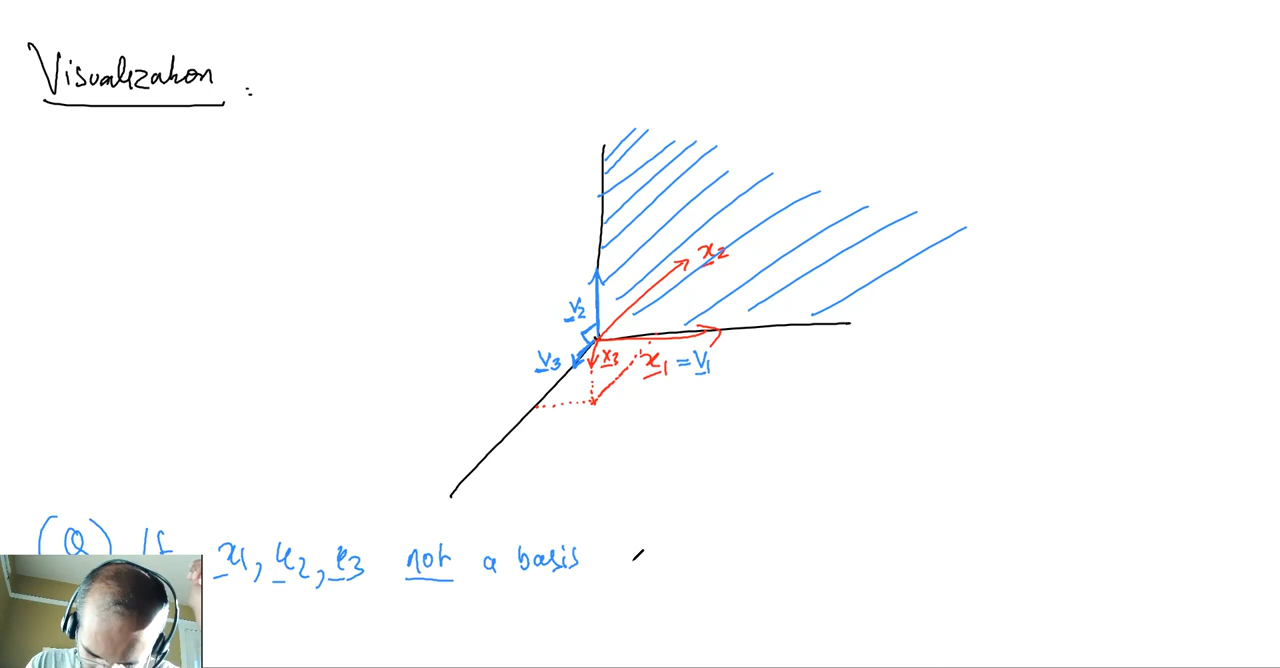 Visualization :
x2
v2
v3
x3
x1 = v1
(Q) If x1, x2, x3 not a basis